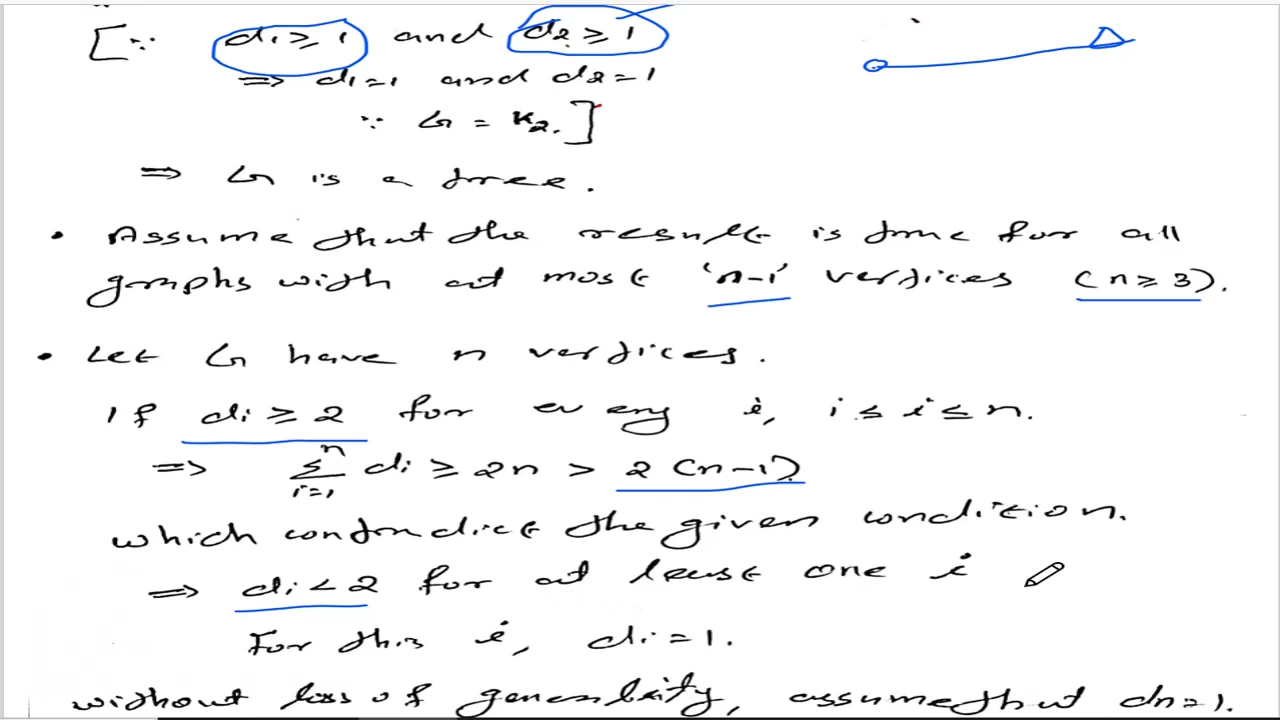 [∵ d₁ ≥ 1 and d₂ ≥ 1
⇒ d₁=1 and d₂=1
∵ G = K₂.]
⇒ G is a tree.
• Assume that the result is true for all
graphs with at most 'n-1' vertices (n ≥ 3).
• Let G have n vertices.
If di ≥ 2 for every i, 1 ≤ i ≤ n.
⇒ ∑ⁿᵢ₌₁ di ≥ 2n > 2(n-1)
which contradict the given condition.
⇒ di < 2 for at least one i
For this i, di = 1.
without loss of generality, assume that dn=1.